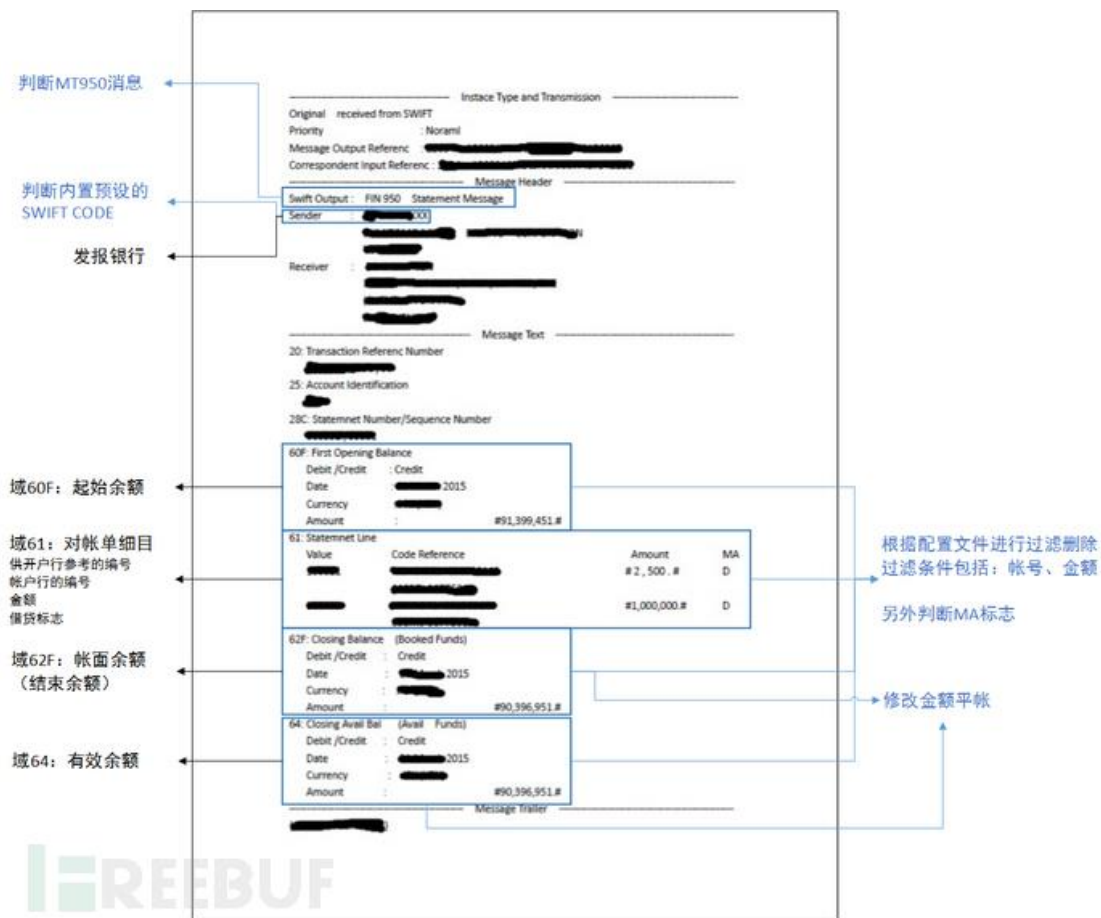 判断MT950消息
判断内置预设的
SWIFT CODE
发报银行
域60F：起始余额
域61：对帐单细目
供开户行参考的编号
帐户行的编号
金额
借贷标志
域62F：帐面余额
（结束余额）
域64：有效余额
Instace Type and Transmission
Original received from SWIFT
Priority : Noraml
Message Output Referenc
Correspondent Input Referenc :
Message Header
Swift Output : FIN 950 Statement Message
Sender :
Receiver :
Message Text
20: Transaction Referenc Number
25: Account Identification
28C: Statemnet Number/Sequence Number
60F: First Opening Balance
Debit /Credit : Credit
Date : 2015
Currency :
Amount : #91,399,451.#
61: Statemnet Line
Value Code Reference Amount MA
#2,500.# D
#1,000,000.# D
62F: Closing Balance (Booked Funds)
Debit /Credit : Credit
Date : 2015
Currency :
Amount : #90,396,951.#
64: Closing Avail Bal (Avail Funds)
Debit /Credit : Credit
Date : 2015
Currency :
Amount : #90,396,951.#
Message Trailer
根据配置文件进行过滤删除
过滤条件包括：帐号、金额
另外判断MA标志
修改金额平帐
FREEBUF